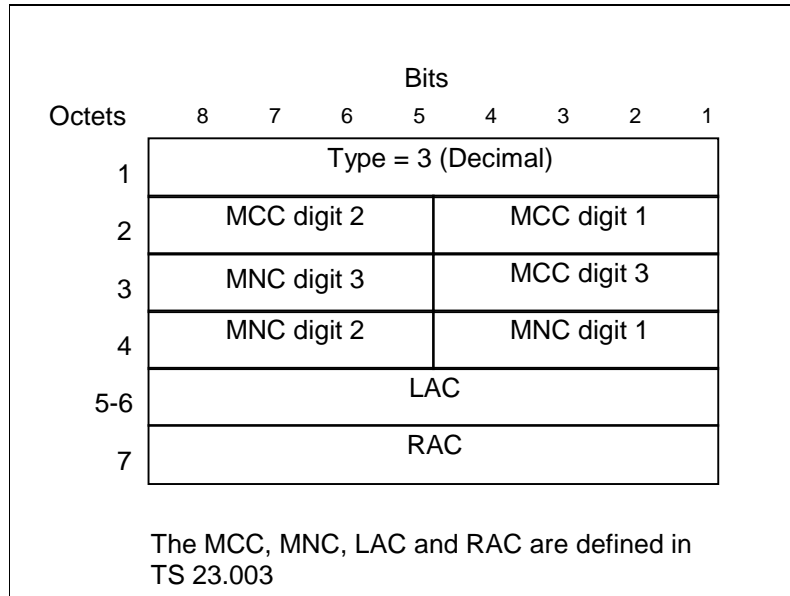 Bits
Octets 8 7 6 5 4 3 2 1
1 Type = 3 (Decimal)
2 MCC digit 2 MCC digit 1
3 MNC digit 3 MCC digit 3
4 MNC digit 2 MNC digit 1
5-6 LAC
7 RAC
The MCC, MNC, LAC and RAC are defined in
TS 23.003